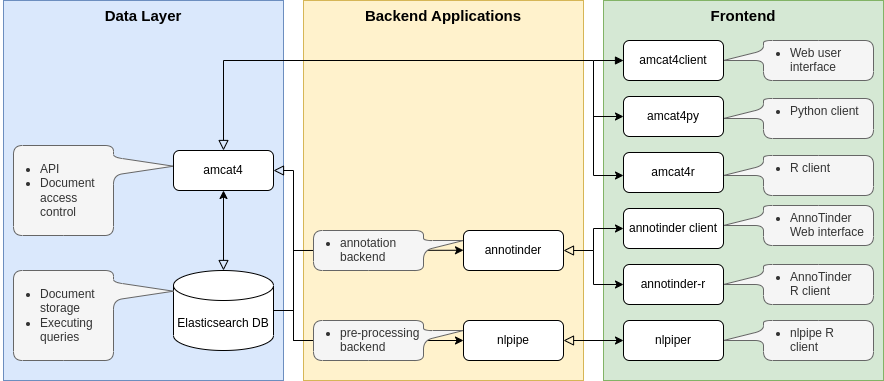 Data Layer
Backend Applications
Frontend
amcat4client
Web user
interface
amcat4py
Python client
API
Document
access
control
amcat4
amcat4r
R client
annotation
backend
annotinder
annotinder client
AnnoTinder
Web interface
Document
storage
Executing
queries
Elasticsearch DB
annotinder-r
AnnoTinder
R client
pre-processing
backend
nlpipe
nlpiper
nlpipe R
client